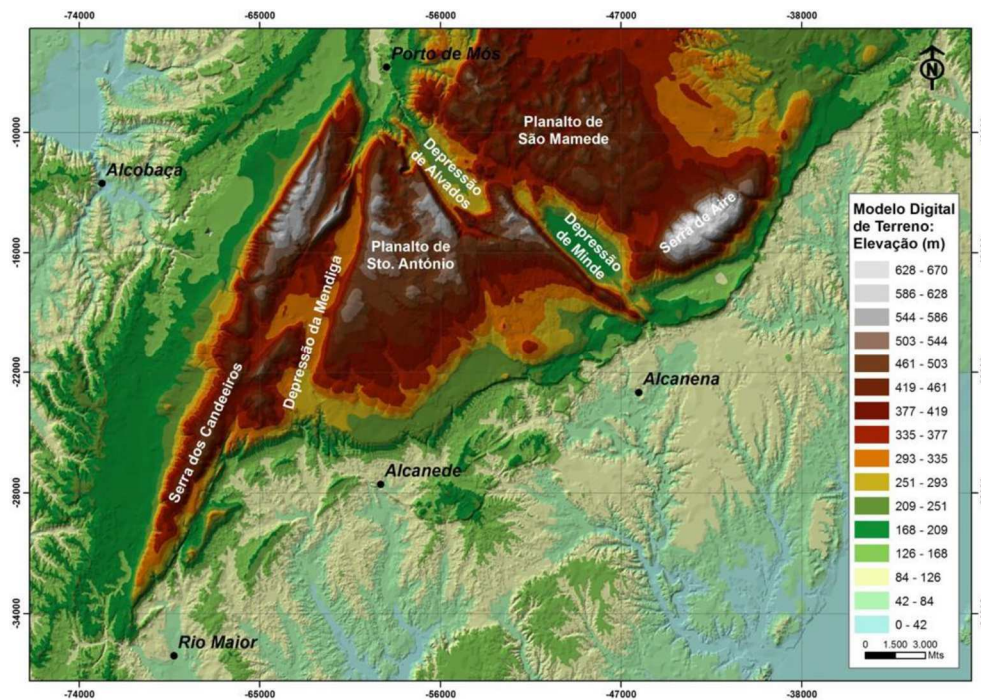 -74000
-65000
-56000
-47000
-38000
Porto de Mós
N
Planalto de
São Mamede
-10000
Depressão
de Alvados
Alcobaça
Serra de Aire
Depressão
de Minde
Planalto de
Sto. António
-16000
Depressão da Mendiga
Serra dos Candeeiros
-22000
Alcanena
Alcanede
-28000
-34000
Rio Maior
Modelo Digital
de Terreno:
Elevação (m)
628 - 670
586 - 628
544 - 586
503 - 544
461 - 503
419 - 461
377 - 419
335 - 377
293 - 335
251 - 293
209 - 251
168 - 209
126 - 168
84 - 126
42 - 84
0 - 42
0 1.500 3.000
Mts
-74000
-65000
-56000
-47000
-38000